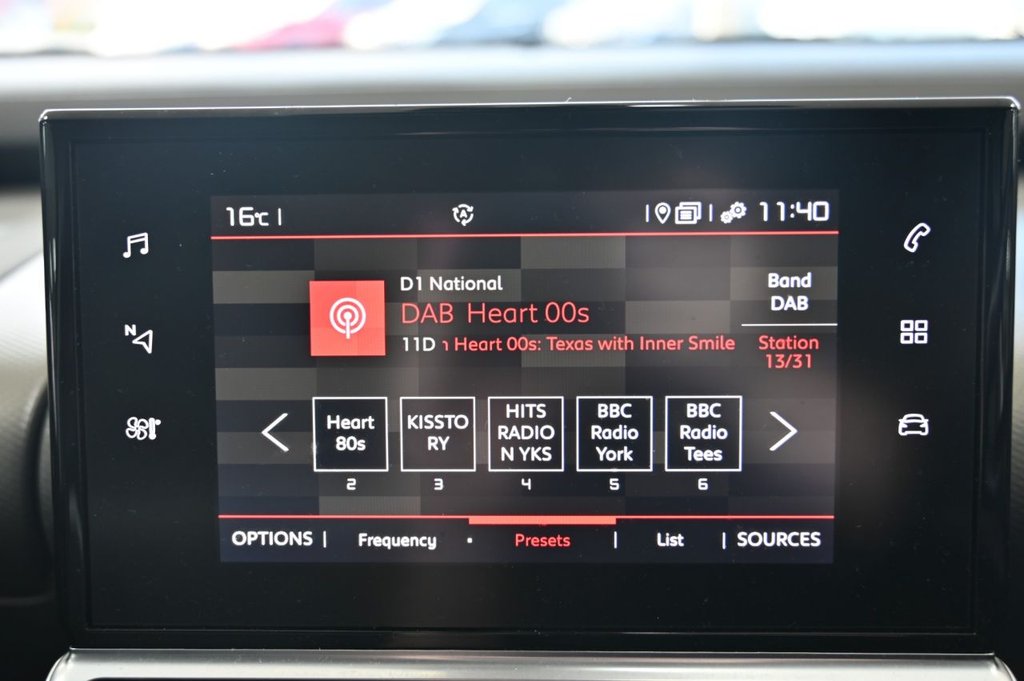 16°C
11:40
D1 National
DAB Heart 00s
11D Heart 00s: Texas with Inner Smile
Band
DAB
Station
13/31
Heart
80s
KISSTO
RY
HITS
RADIO
N YKS
BBC
Radio
York
BBC
Radio
Tees
2 3 4 5 6
OPTIONS | Frequency • Presets | List | SOURCES
N